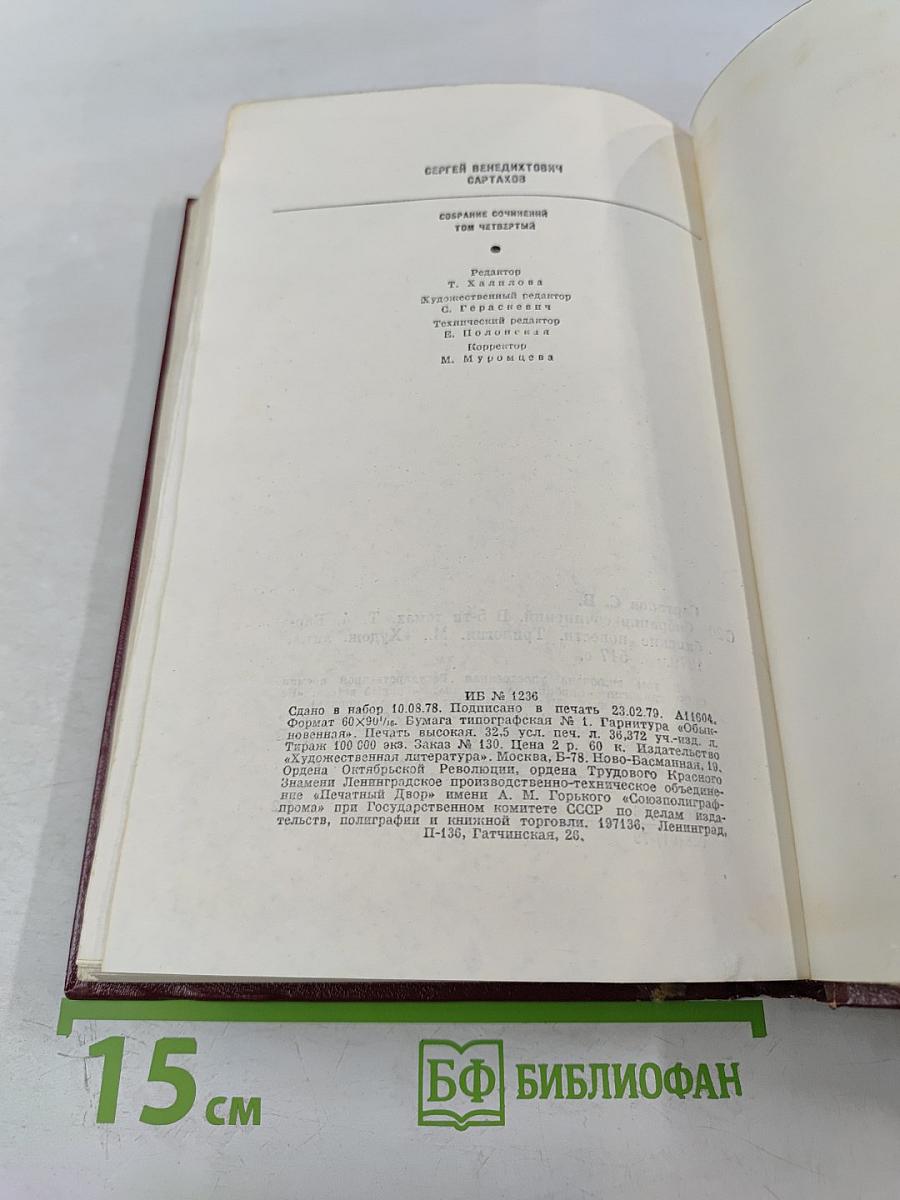 СЕРГЕЙ ВЕНЕДИКТОВИЧ
САРТАКОВ
СОБРАНИЕ СОЧИНЕНИЙ
ТОМ ЧЕТВЕРТЫЙ
Редактор
Т. Халилова
Художественный редактор
С. Гераскевич
Технический редактор
Е. Полонская
Корректор
М. Муромцева
ИБ № 1236
Сдано в набор 10.08.78. Подписано в печать 23.02.79. А11604.
Формат 60×90¹/₁₆. Бумага типографская № 1. Гарнитура «Обык-
новенная». Печать высокая. 32,5 усл. печ. л. 36,372 уч.-изд. л.
Тираж 100 000 экз. Заказ № 130. Цена 2 р. 60 к. Издательство
«Художественная литература». Москва, Б-78. Ново-Басманная, 19.
Ордена Октябрьской Революции, ордена Трудового Красного
Знамени Ленинградское производственно-техническое объедине-
ние «Печатный Двор» имени А. М. Горького «Союзполиграф-
прома» при Государственном комитете СССР по делам изда-
тельств, полиграфии и книжной торговли. 197136, Ленинград,
П-136, Гатчинская, 26.
15 см
БФ БИБЛИОФАН